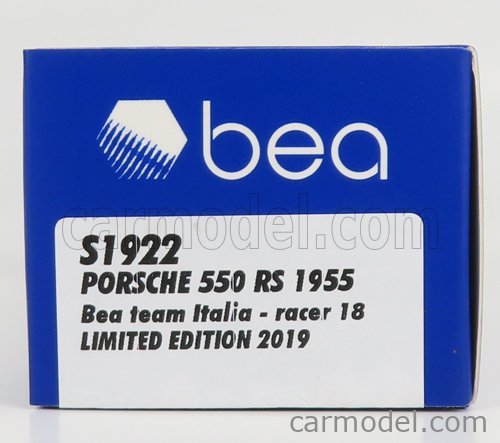 bea
carmodel.com
S1922
PORSCHE 550 RS 1955
Bea team Italia - racer 18
LIMITED EDITION 2019
carmodel.com